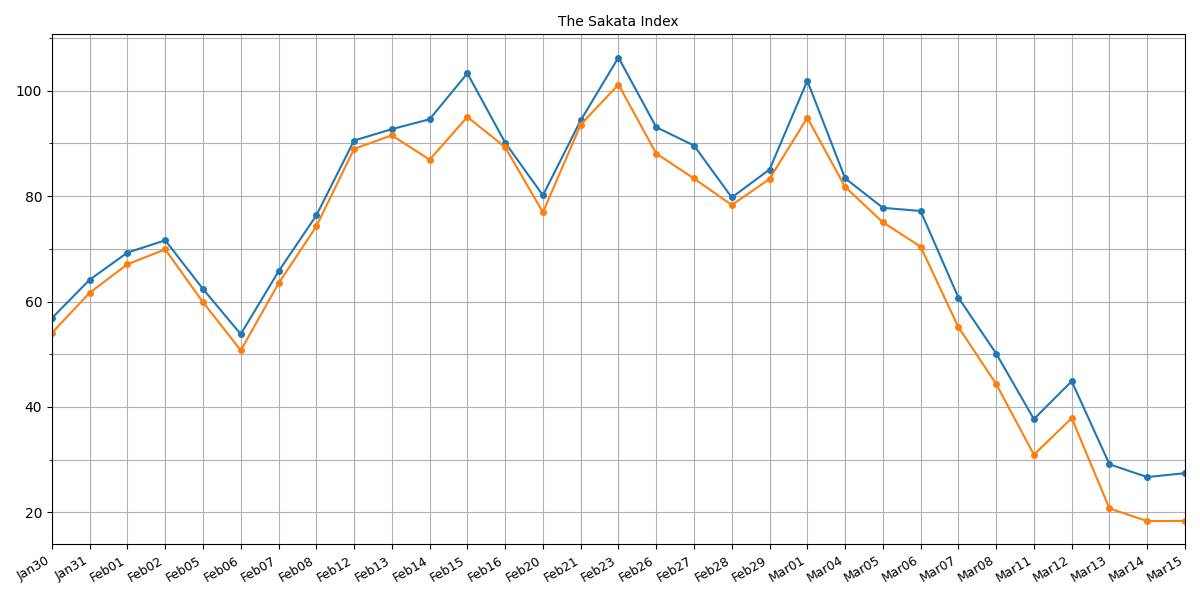 The Sakata Index
100
80
60
40
20
Jan30
Jan31
Feb01
Feb02
Feb05
Feb06
Feb07
Feb08
Feb12
Feb13
Feb14
Feb15
Feb16
Feb20
Feb21
Feb23
Feb26
Feb27
Feb28
Feb29
Mar01
Mar04
Mar05
Mar06
Mar07
Mar08
Mar11
Mar12
Mar13
Mar14
Mar15